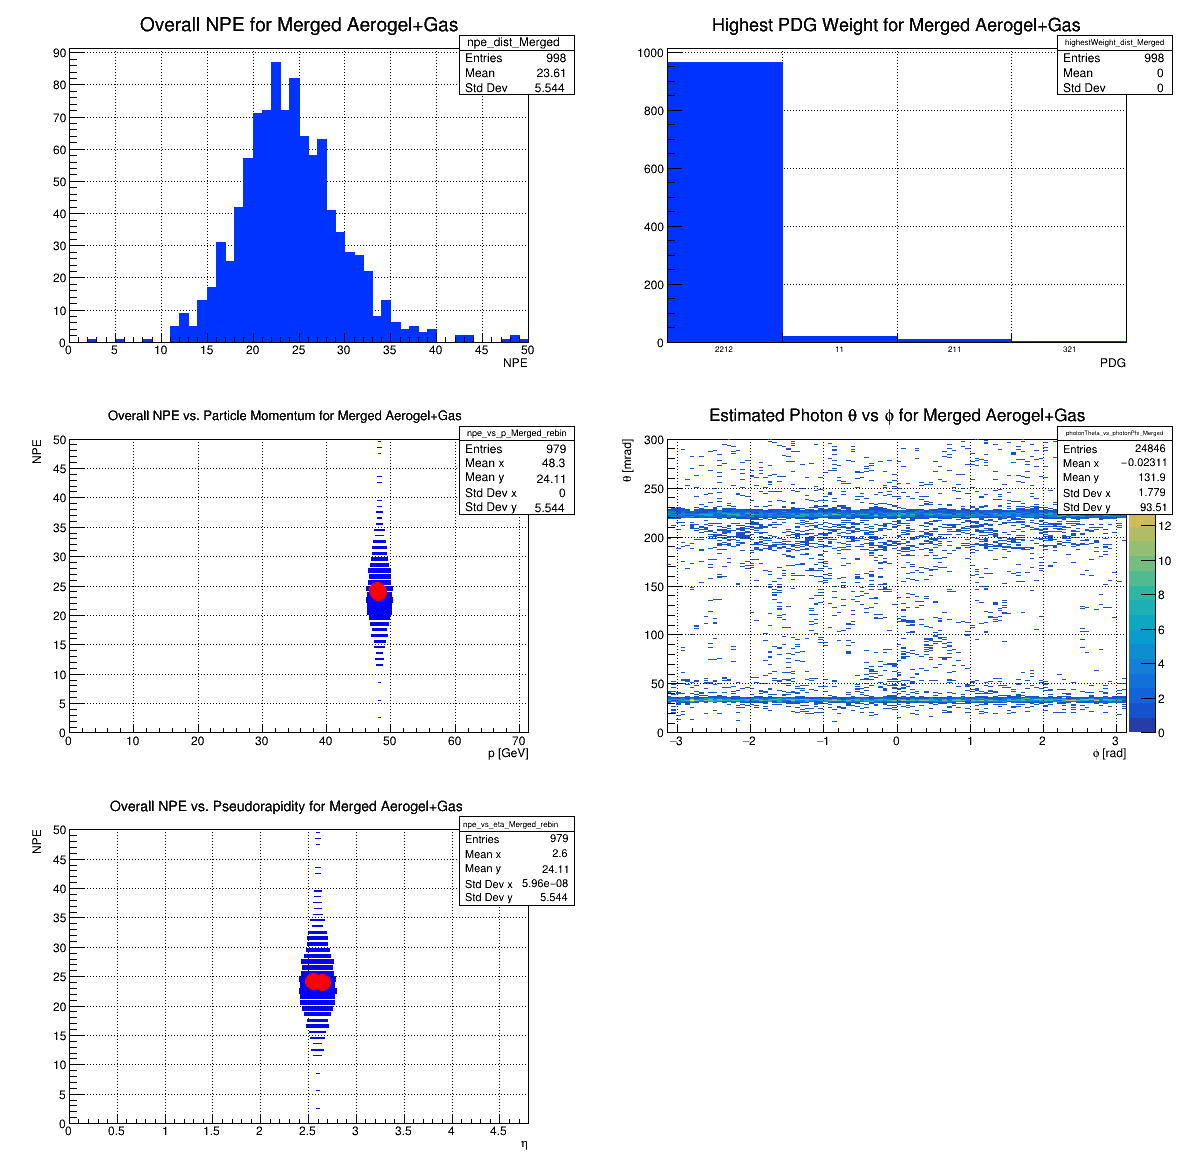 Overall NPE for Merged Aerogel+Gas
npe_dist_Merged
Entries 998
Mean 23.61
Std Dev 5.544
90
80
70
60
50
40
30
20
10
0
0 5 10 15 20 25 30 35 40 45 50
NPE
Highest PDG Weight for Merged Aerogel+Gas
highestWeight_dist_Merged
Entries 998
Mean 0
Std Dev 0
1000
800
600
400
200
0
2212 11 211 321
PDG
Overall NPE vs. Particle Momentum for Merged Aerogel+Gas
NPE
npe_vs_p_Merged_rebin
Entries 979
Mean x 48.3
Mean y 24.11
Std Dev x 0
Std Dev y 5.544
50
45
40
35
30
25
20
15
10
5
0
0 10 20 30 40 50 60 70
p [GeV]
Estimated Photon θ vs ϕ for Merged Aerogel+Gas
θ [mrad]
photonTheta_vs_photonPhi_Merged
Entries 24846
Mean x −0.02311
Mean y 131.9
Std Dev x 1.779
Std Dev y 93.51
300
250
200
150
100
50
0
−3 −2 −1 0 1 2 3
ϕ [rad]
12
10
8
6
4
2
0
Overall NPE vs. Pseudorapidity for Merged Aerogel+Gas
NPE
npe_vs_eta_Merged_rebin
Entries 979
Mean x 2.6
Mean y 24.11
Std Dev x 5.96e−08
Std Dev y 5.544
50
45
40
35
30
25
20
15
10
5
0
0 0.5 1 1.5 2 2.5 3 3.5 4 4.5
η